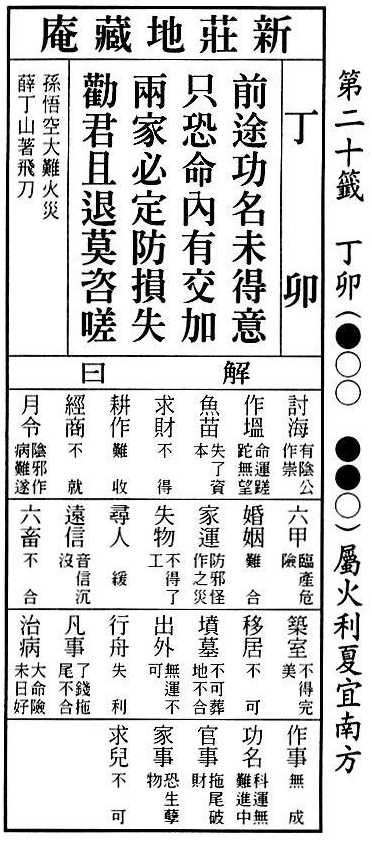 第二十籤 丁卯(●○○ ●●○)屬火利夏宜南方
新莊地藏庵
丁卯
前途功名未得意
只恐命內有交加
兩家必定防損失
勸君且退莫咨嗟
孫悟空大難火災
薛丁山著飛刀
解曰
討海 有陰公作祟
作塭 命運蹉跎無望
魚苗 失了資本
求財 不得
耕作 難收
經商 不就
月令 陰邪作病難遂
六甲 臨產危險
婚姻 難合
家運 防邪怪作之災
失物 不得了工
尋人 緩
遠信 音信沉沒
六畜 不合
築室 不得完美
移居 不可
墳墓 不可葬地不合
出外 無運不可
行舟 失利
凡事 了錢拖尾不合
治病 大命險未日好
作事 無成
功名 科運無難進中
官事 拖尾破財
家事 恐生孽物
求兒 不可